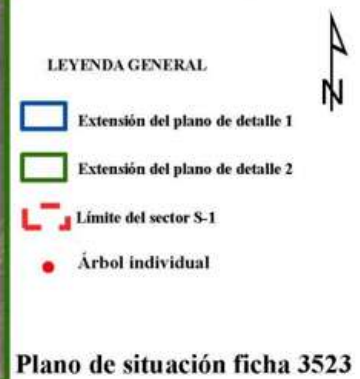 N
LEYENDA GENERAL
Extensión del plano de detalle 1
Extensión del plano de detalle 2
Límite del sector S-1
Árbol individual
Plano de situación ficha 3523